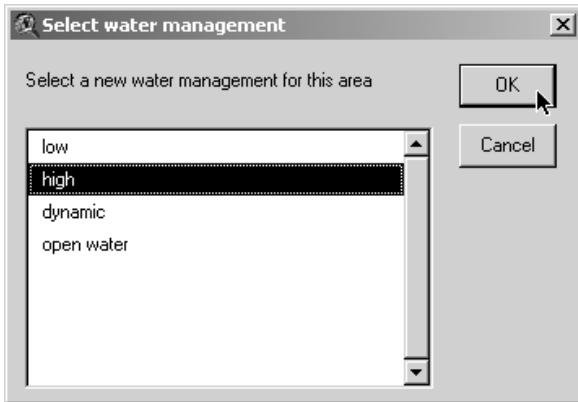 Select water management
Select a new water management for this area
OK
Cancel
low
high
dynamic
open water